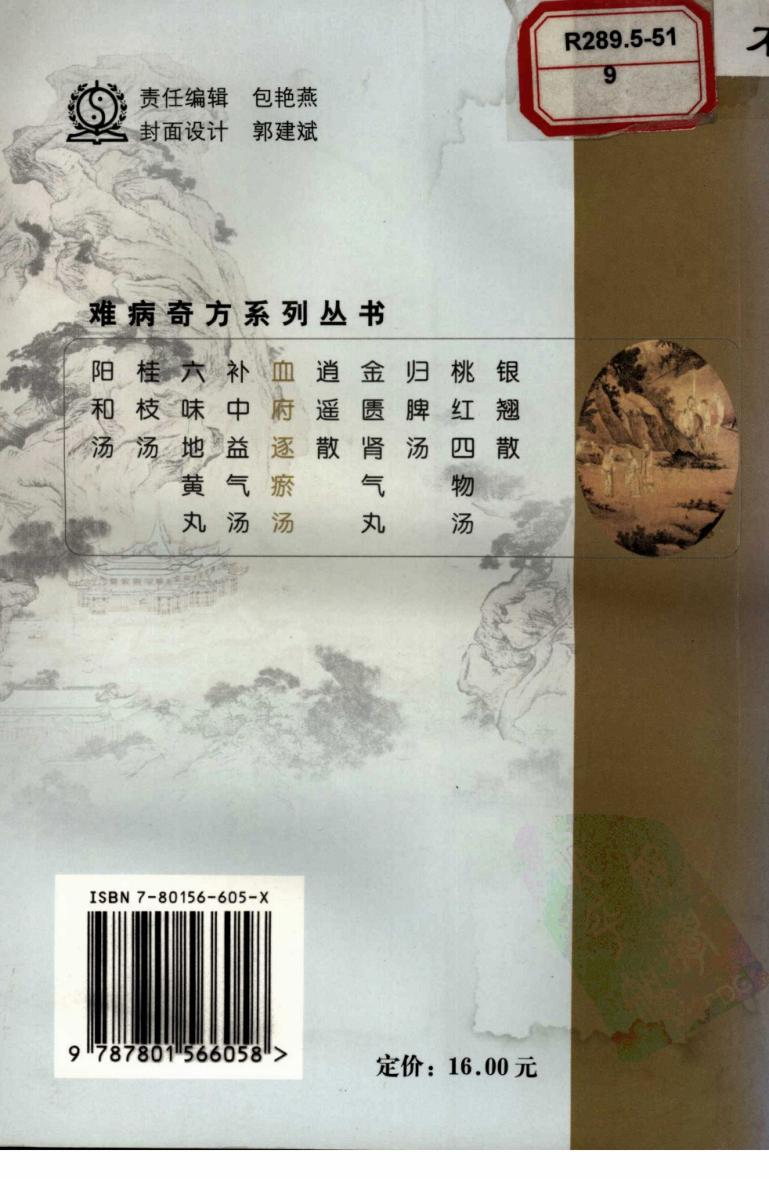 R289.5-51
9
责任编辑 包艳燕
封面设计 郭建斌
难病奇方系列丛书
银翘散
桃红四物汤
归脾汤
金匮肾气丸
逍遥散
血府逐瘀汤
补中益气汤
六味地黄丸
桂枝汤
阳和汤
ISBN 7-80156-605-X
9 787801 566058 >
定价：16.00元